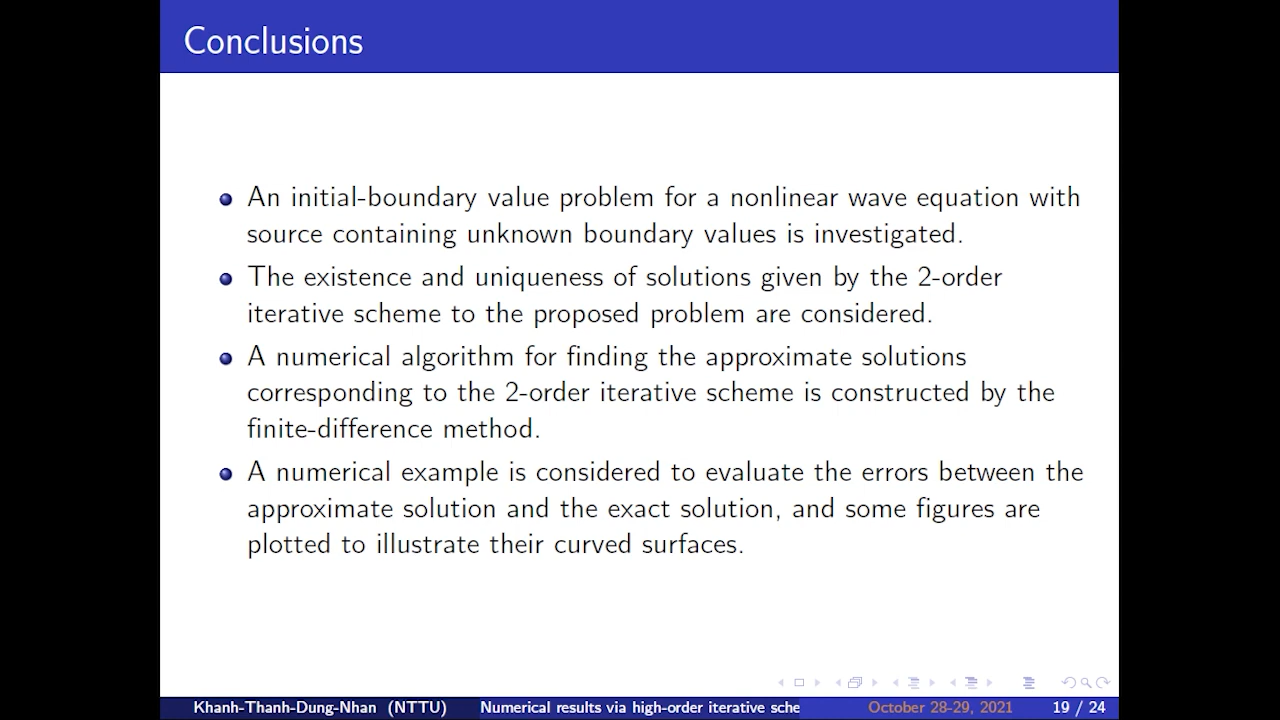 Conclusions
An initial-boundary value problem for a nonlinear wave equation with
source containing unknown boundary values is investigated.
The existence and uniqueness of solutions given by the 2-order
iterative scheme to the proposed problem are considered.
A numerical algorithm for finding the approximate solutions
corresponding to the 2-order iterative scheme is constructed by the
finite-difference method.
A numerical example is considered to evaluate the errors between the
approximate solution and the exact solution, and some figures are
plotted to illustrate their curved surfaces.
Khanh-Thanh-Dung-Nhan (NTTU) Numerical results via high-order iterative sche October 28-29, 2021 19 / 24